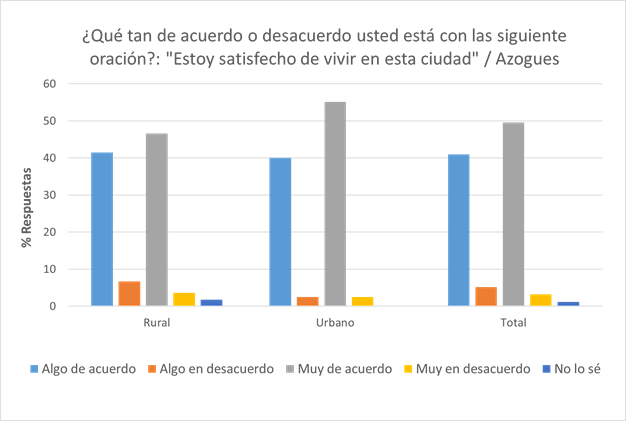 ¿Qué tan de acuerdo o desacuerdo usted está con las siguiente
oración?: "Estoy satisfecho de vivir en esta ciudad" / Azogues
60
50
40
30
20
10
0
% Respuestas
Rural Urbano Total
Algo de acuerdo Algo en desacuerdo Muy de acuerdo Muy en desacuerdo No lo sé